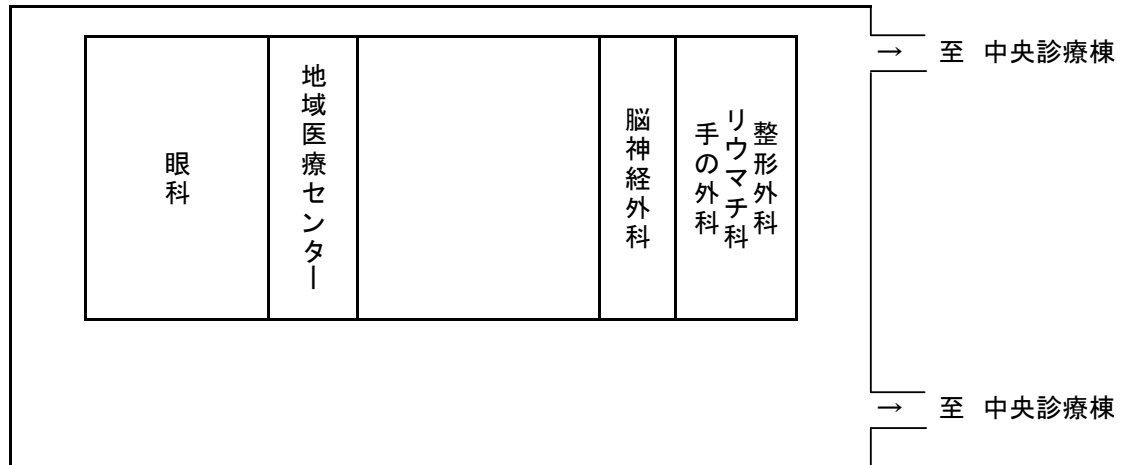 → 至 中央診療棟
眼科
地域医療センター
脳神経外科
整形外科
リウマチ科
手の外科
→ 至 中央診療棟